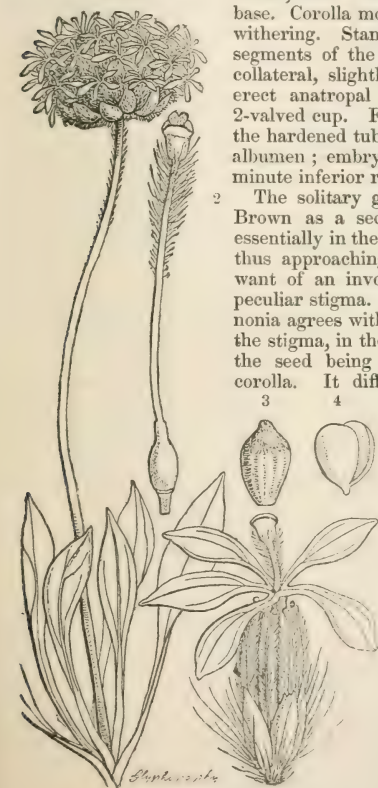 base. Corolla mo
withering. Stan
segments of the
collateral, slightl
erect anatropal
2-valved cup. F
the hardened tub
albumen ; embry
minute inferior r
2 The solitary g
Brown as a sec
essentially in the
thus approaching
want of an invo
peculiar stigma.
nonia agrees with
the stigma, in the
the seed being
corolla. It diff
3 4